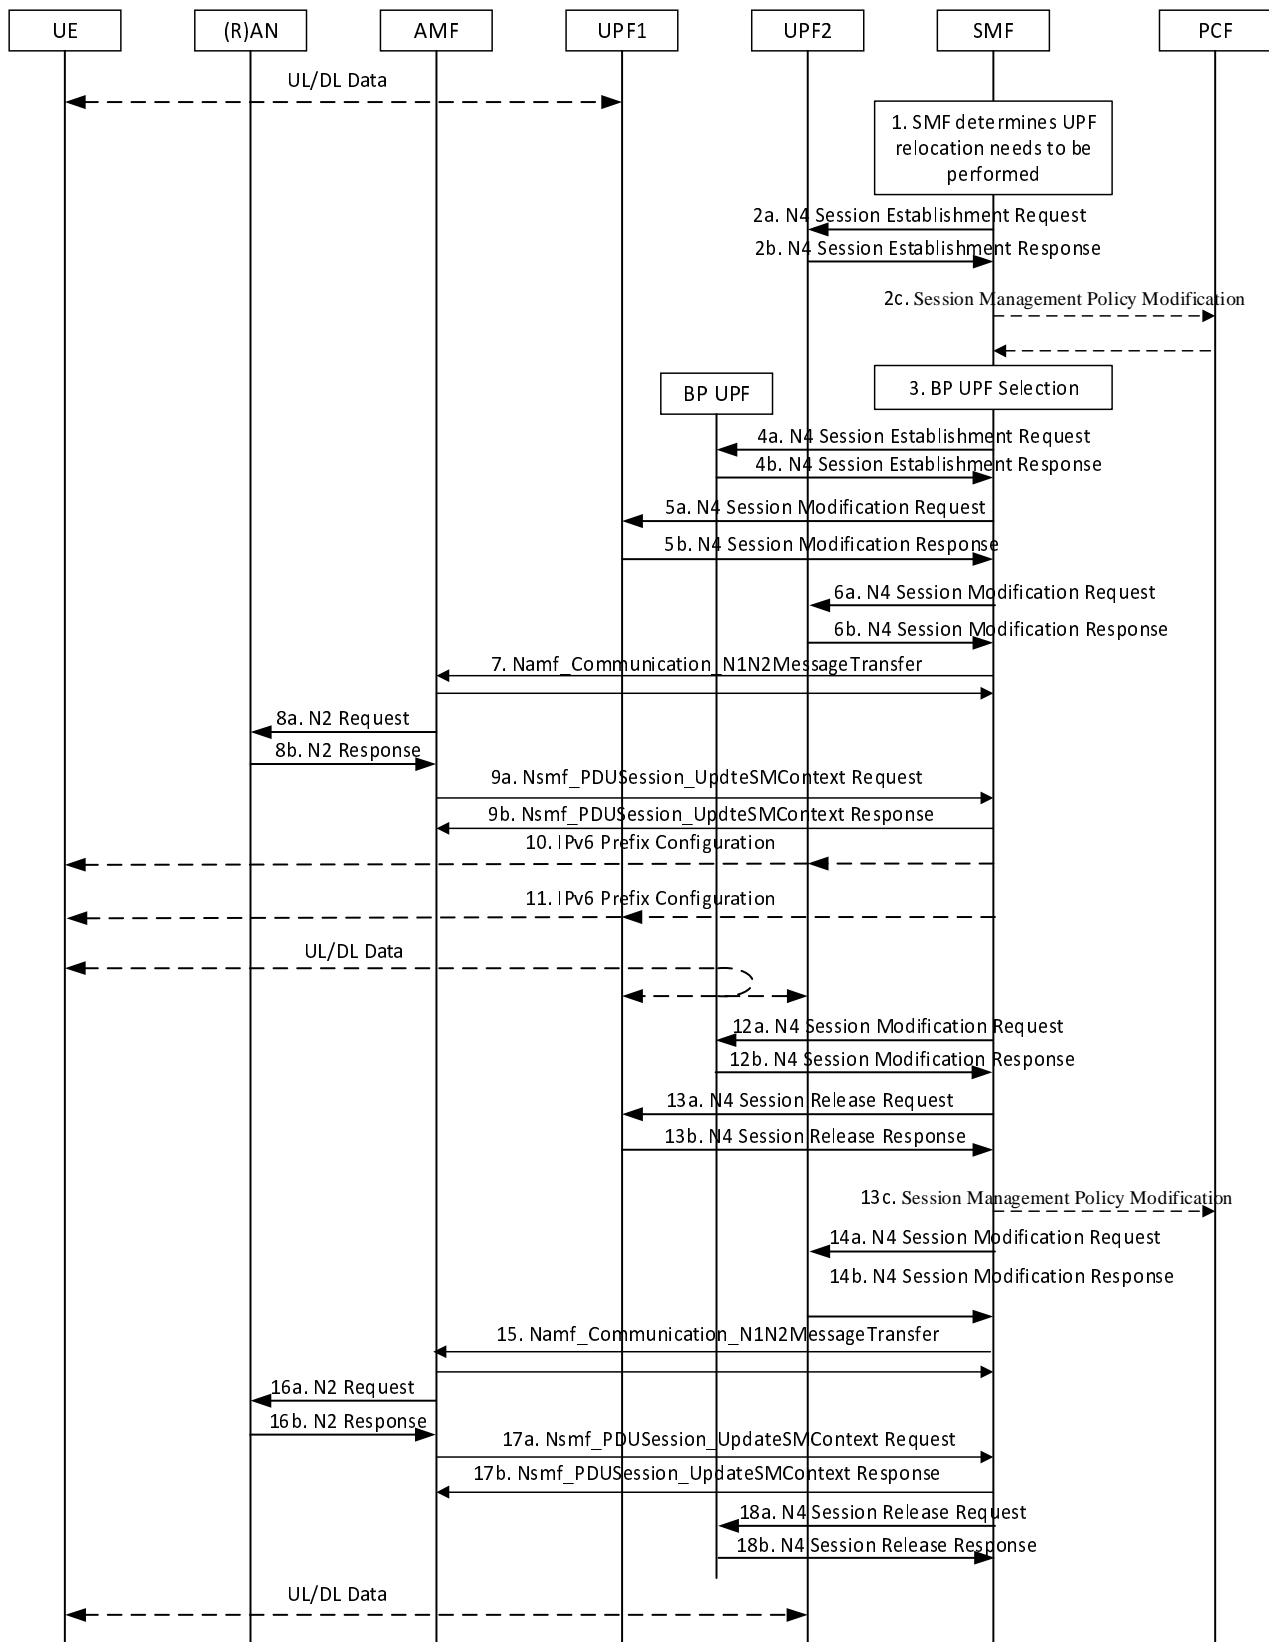 UE
(R)AN
AMF
UPF1
UPF2
SMF
PCF
UL/DL Data
1. SMF determines UPF
relocation needs to be
performed
2a. N4 Session Establishment Request
2b. N4 Session Establishment Response
2c. Session Management Policy Modification
BP UPF
3. BP UPF Selection
4a. N4 Session Establishment Request
4b. N4 Session Establishment Response
5a. N4 Session Modification Request
5b. N4 Session Modification Response
6a. N4 Session Modification Request
6b. N4 Session Modification Response
7. Namf_Communication_N1N2MessageTransfer
8a. N2 Request
8b. N2 Response
9a. Nsmf_PDUSession_UpdteSMContext Request
9b. Nsmf_PDUSession_UpdteSMContext Response
10. IPv6 Prefix Configuration
11. IPv6 Prefix Configuration
UL/DL Data
12a. N4 Session Modification Request
12b. N4 Session Modification Response
13a. N4 Session Release Request
13b. N4 Session Release Response
13c. Session Management Policy Modification
14a. N4 Session Modification Request
14b. N4 Session Modification Response
15. Namf_Communication_N1N2MessageTransfer
16a. N2 Request
16b. N2 Response
17a. Nsmf_PDUSession_UpdateSMContext Request
17b. Nsmf_PDUSession_UpdateSMContext Response
18a. N4 Session Release Request
18b. N4 Session Release Response
UL/DL Data